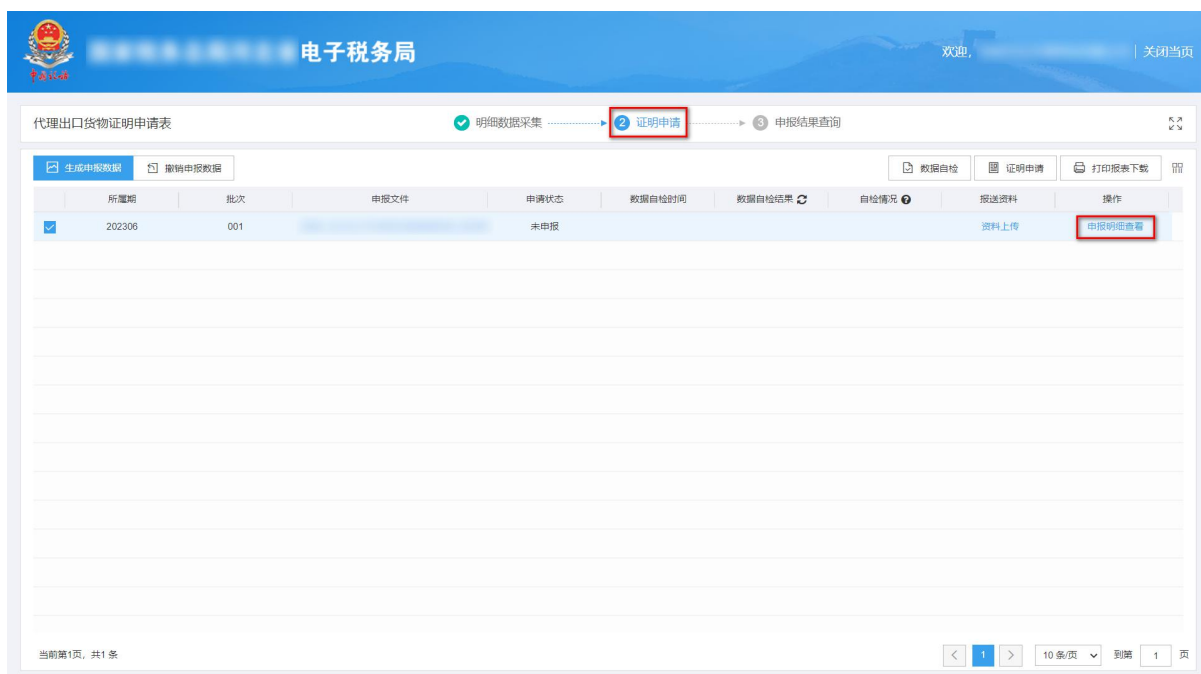 电子税务局
欢迎,
关闭当页
代理出口货物证明申请表
明细数据采集
2 证明申请
3 申报结果查询
生成申报数据 撤销申报数据 数据自检 证明申请 打印报表下载
所属期 批次 申报文件 申请状态 数据自检时间 数据自检结果 自检情况 报送资料 操作
202306 001 未申报 资料上传 申报明细查看
当前第1页, 共1 条 < 1 > 10 条/页 到第 1 页